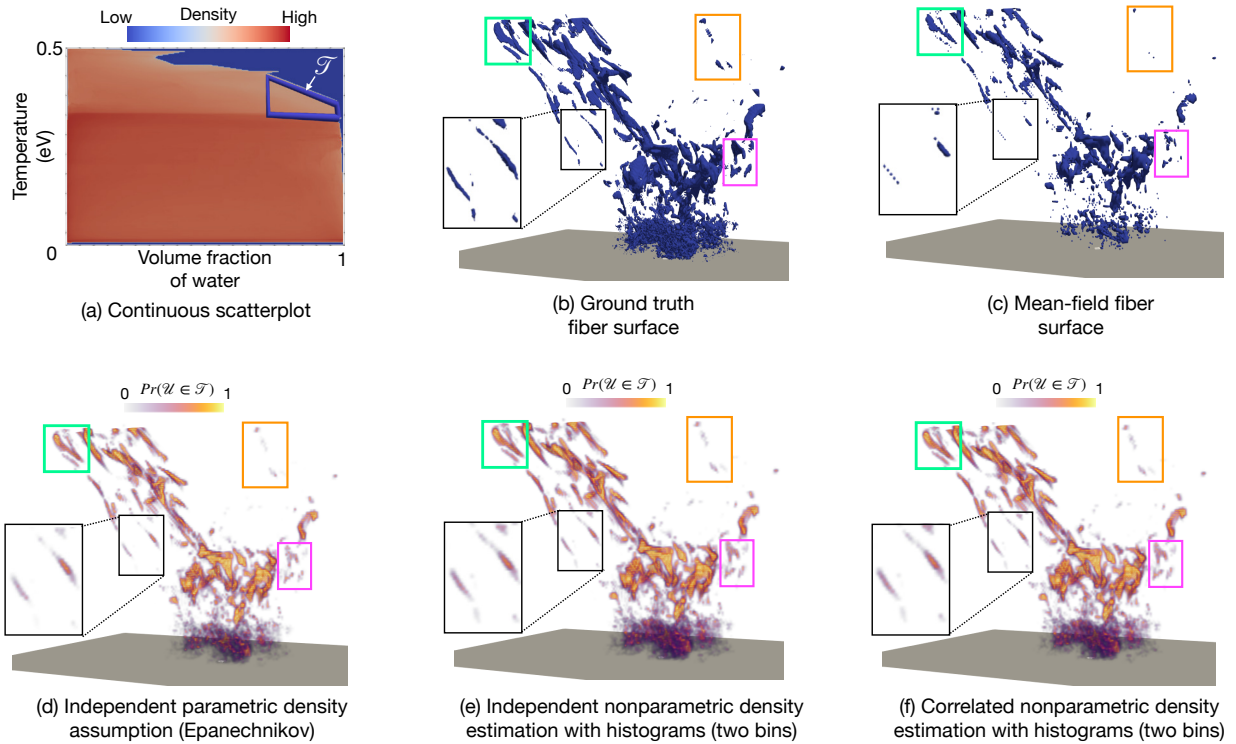 Low Density High
0.5
𝒯
Temperature
(eV)
0
Volume fraction
of water
1
(a) Continuous scatterplot
(b) Ground truth
fiber surface
(c) Mean-field fiber
surface
0 Pr(𝒰 ∈ 𝒯) 1
0 Pr(𝒰 ∈ 𝒯) 1
0 Pr(𝒰 ∈ 𝒯) 1
(d) Independent parametric density
assumption (Epanechnikov)
(e) Independent nonparametric density
estimation with histograms (two bins)
(f) Correlated nonparametric density
estimation with histograms (two bins)